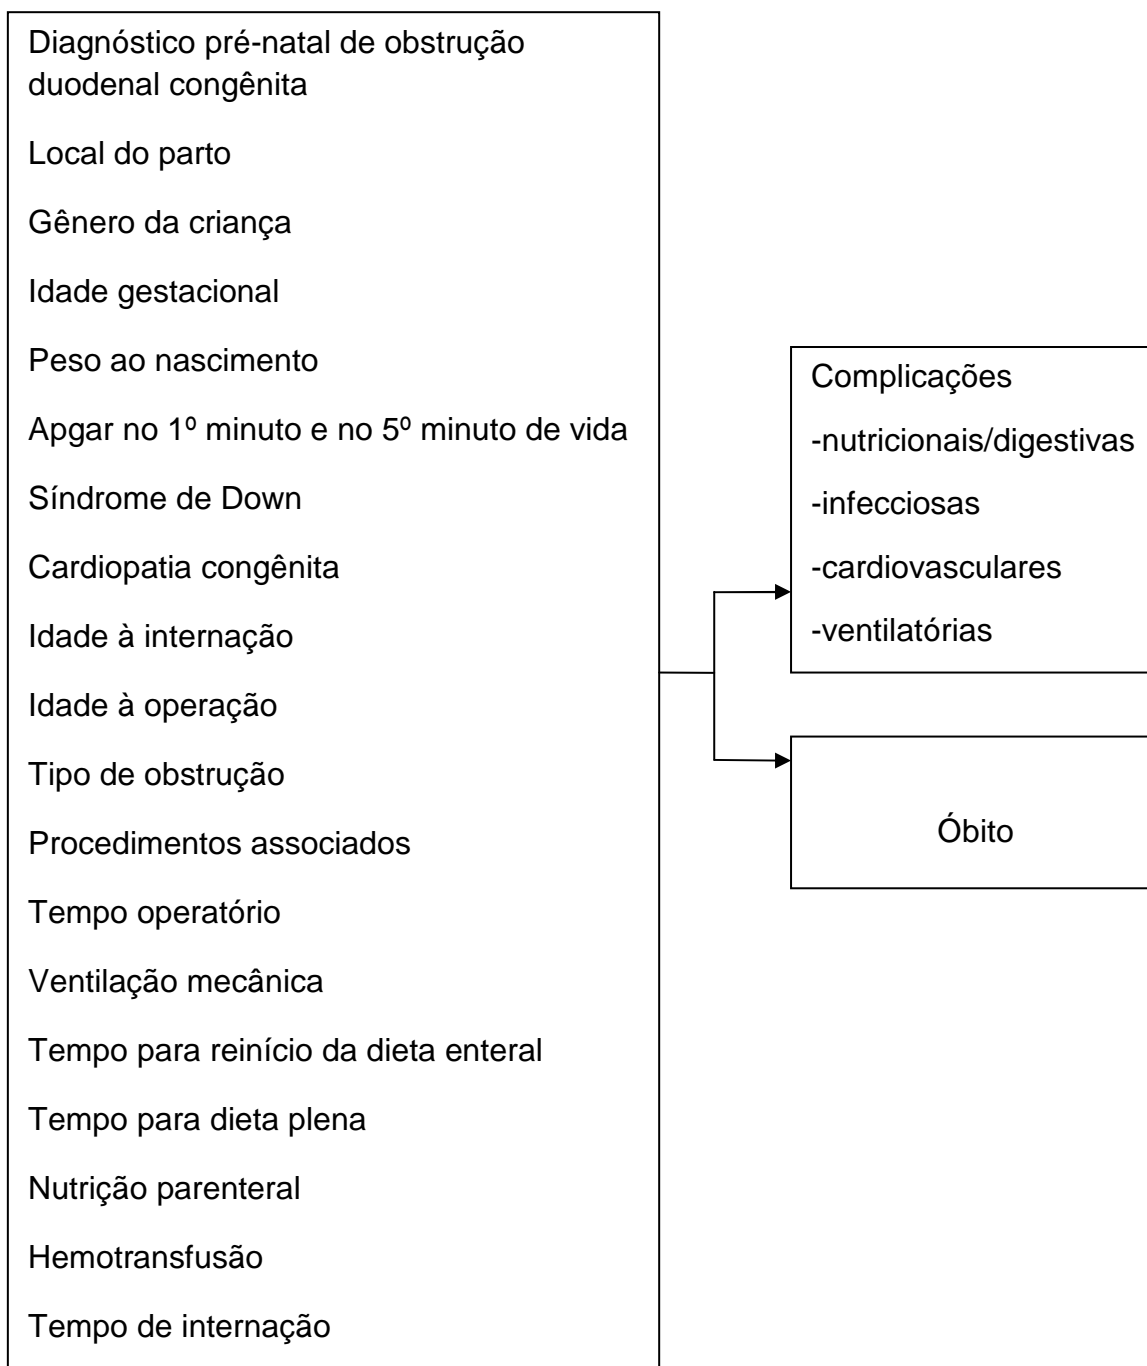 Diagnóstico pré-natal de obstrução
duodenal congênita
Local do parto
Gênero da criança
Idade gestacional
Peso ao nascimento
Apgar no 1º minuto e no 5º minuto de vida
Síndrome de Down
Cardiopatia congênita
Idade à internação
Idade à operação
Tipo de obstrução
Procedimentos associados
Tempo operatório
Ventilação mecânica
Tempo para reinício da dieta enteral
Tempo para dieta plena
Nutrição parenteral
Hemotransfusão
Tempo de internação
Complicações
-nutricionais/digestivas
-infecciosas
-cardiovasculares
-ventilatórias
Óbito